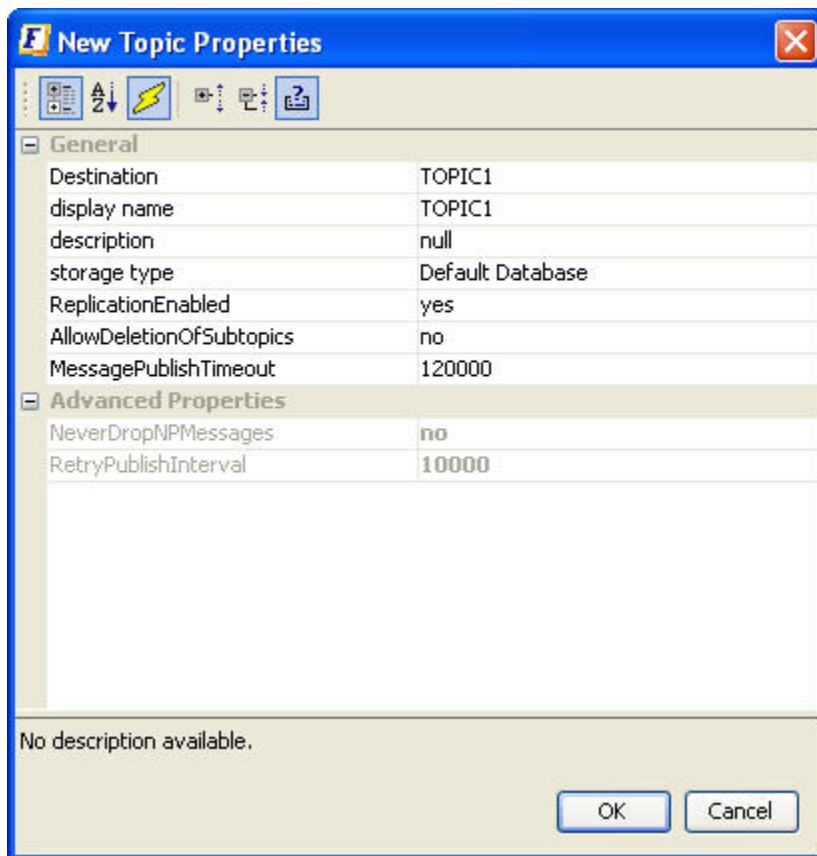 New Topic Properties
General
Destination TOPIC1
display name TOPIC1
description null
storage type Default Database
ReplicationEnabled yes
AllowDeletionOfSubtopics no
MessagePublishTimeout 120000
Advanced Properties
NeverDropNPMessages no
RetryPublishInterval 10000
No description available.
OK Cancel